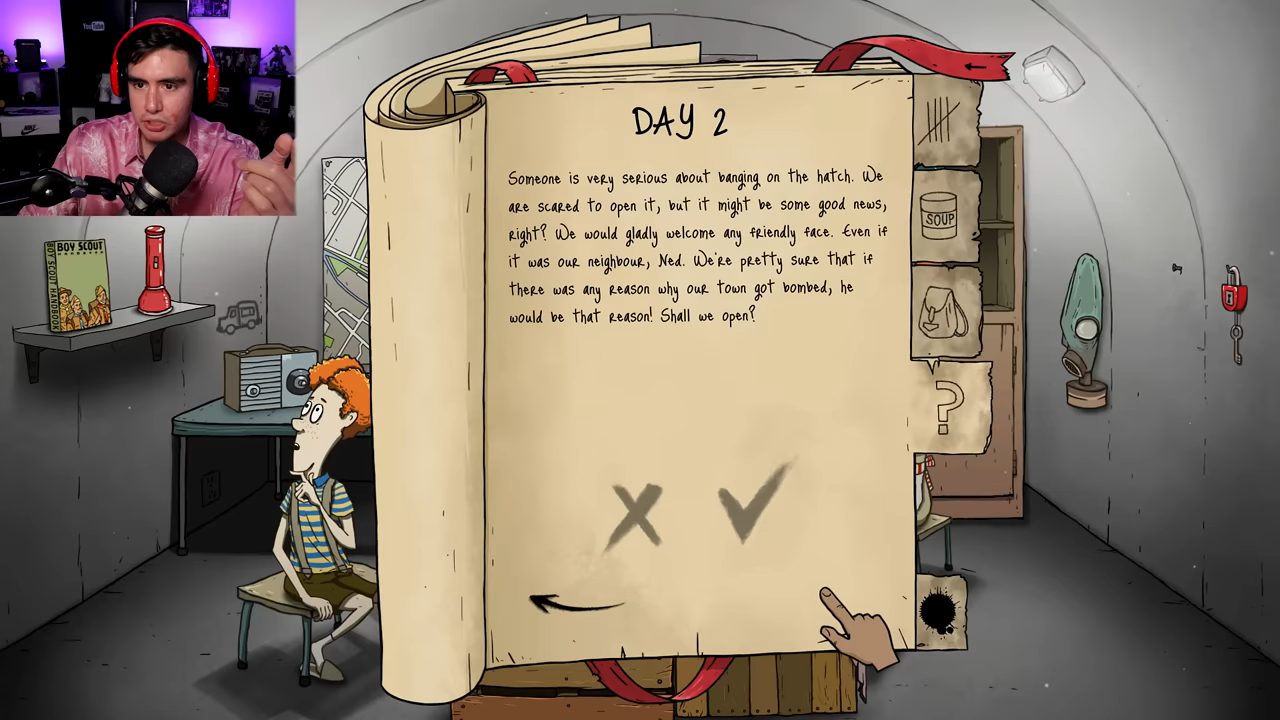 YouTube
DAY 2
Someone is very serious about banging on the hatch. We
are scared to open it, but it might be some good news,
right? We would gladly welcome any friendly face. Even if
it was our neighbour, Ned. We're pretty sure that if
there was any reason why our town got bombed, he
would be that reason! Shall we open?
SOUP
?
BOY SCOUT
BOY SCOUT HANDBOOK